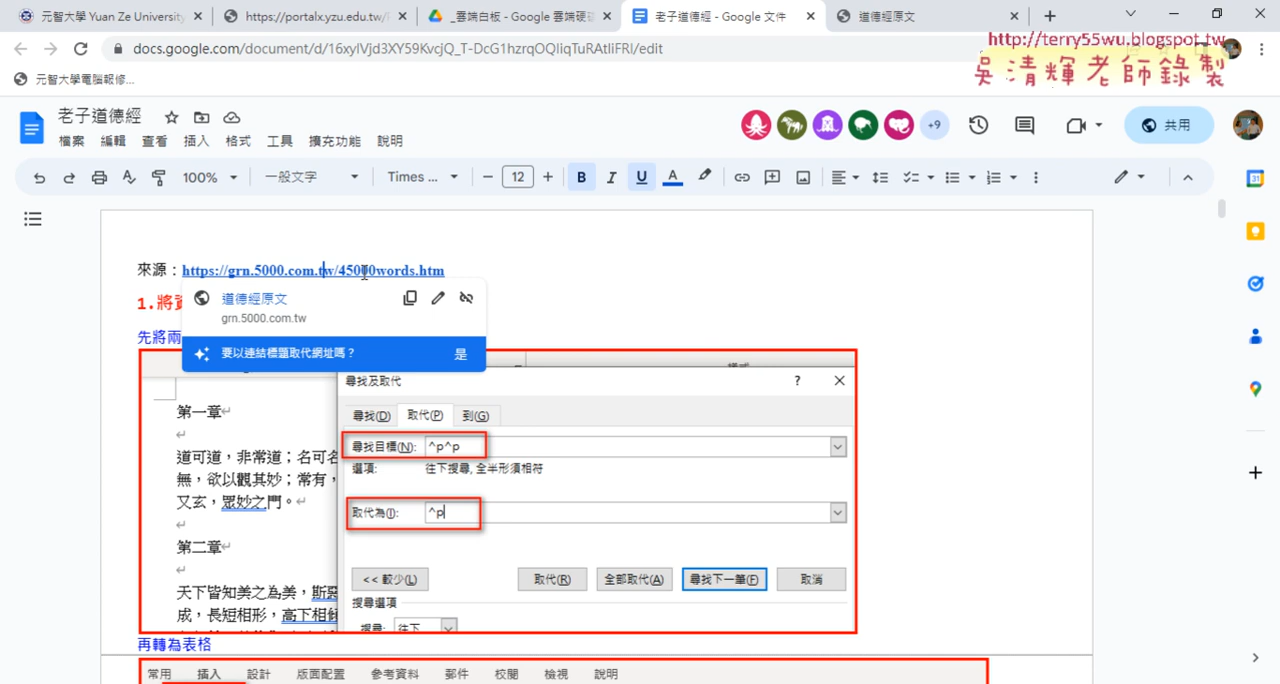 元智大學 Yuan Ze University
https://portalx.yzu.edu.tw/
_雲端白板 - Google 雲端硬
老子道德經 - Google 文件
道德經原文
docs.google.com/document/d/16xylVjd3XY59KvcjQ_T-DcG1hzrqOQliqTuRAtliFRI/edit
http://terry55wu.blogspot.tw
元智大學電腦報修...
吳清輝老師錄製
老子道德經
檔案 編輯 查看 插入 格式 工具 擴充功能 說明
+9
共用
100% 一般文字 Times ... 12 B I U A
31
來源：https://grn.5000.com.tw/45000words.htm
道德經原文
grn.5000.com.tw
1.將
先將兩
要以連結標題取代網址嗎？ 是
尋找及取代 ?
尋找(D) 取代(P) 到(G)
尋找目標(N): ^p^p
選項: 往下搜尋, 全半形須相符
取代為(I): ^p
<< 較少(L) 取代(R) 全部取代(A) 尋找下一筆(F) 取消
搜尋選項
搜尋: 往下
第一章
道可道，非常道；名可名
無，欲以觀其妙；常有，
又玄，眾妙之門。
第二章
天下皆知美之為美，斯惡
成，長短相形，高下相傾
再轉為表格
常用 插入 設計 版面配置 參考資料 郵件 校閱 檢視 說明